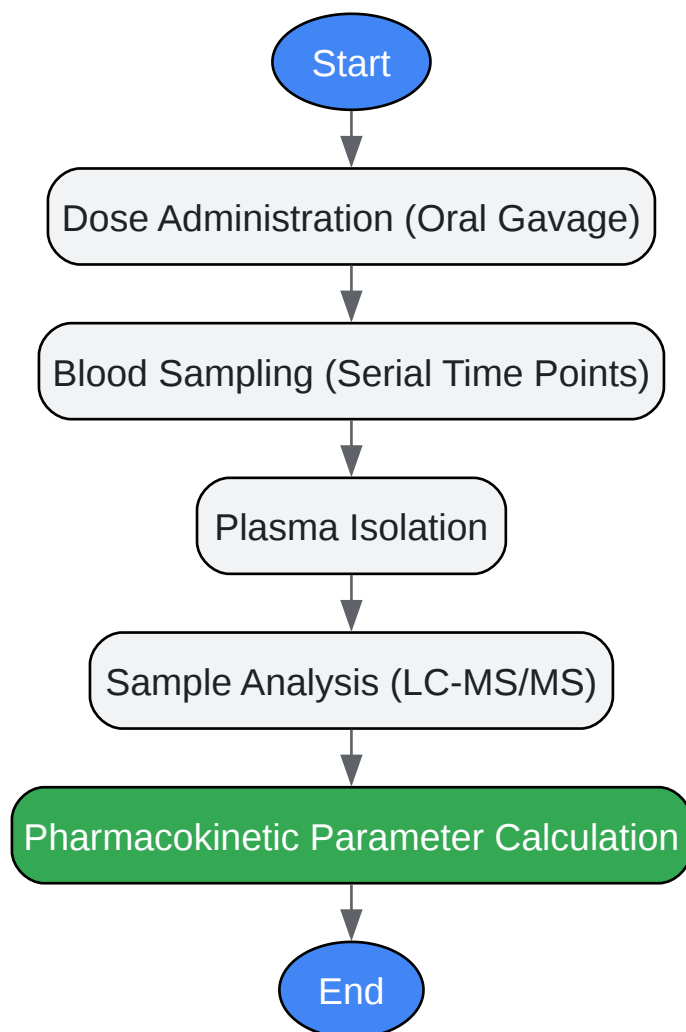 Start
Dose Administration (Oral Gavage)
Blood Sampling (Serial Time Points)
Plasma Isolation
Sample Analysis (LC-MS/MS)
Pharmacokinetic Parameter Calculation
End